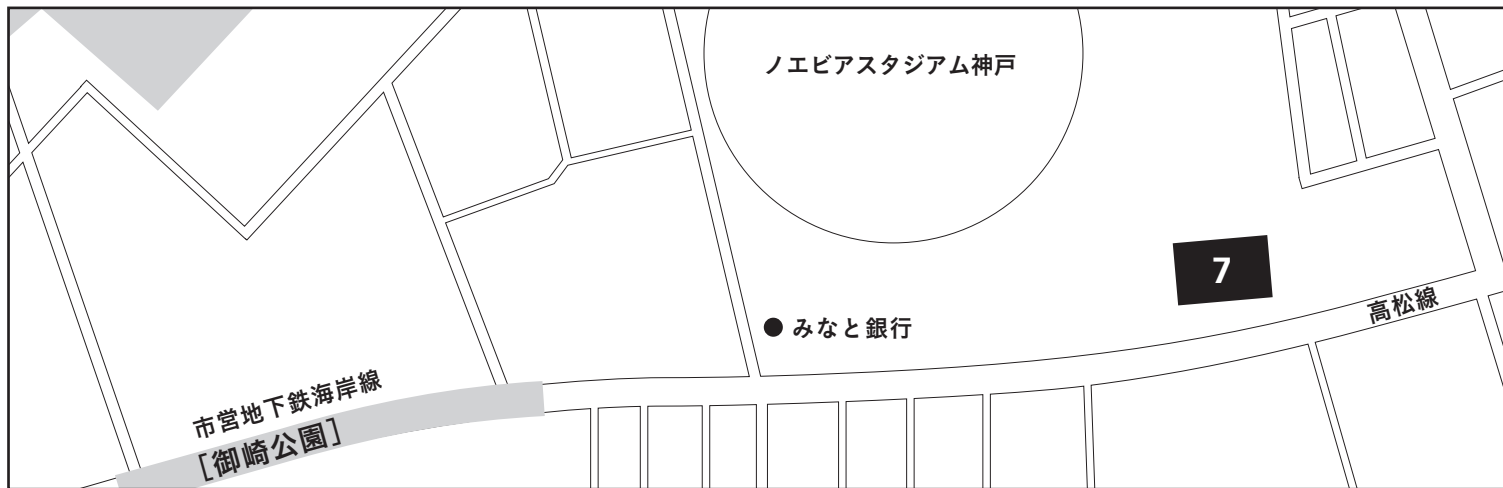 ノエビアスタジアム神戸
7
高松線
みなと銀行
市営地下鉄海岸線
[御崎公園]